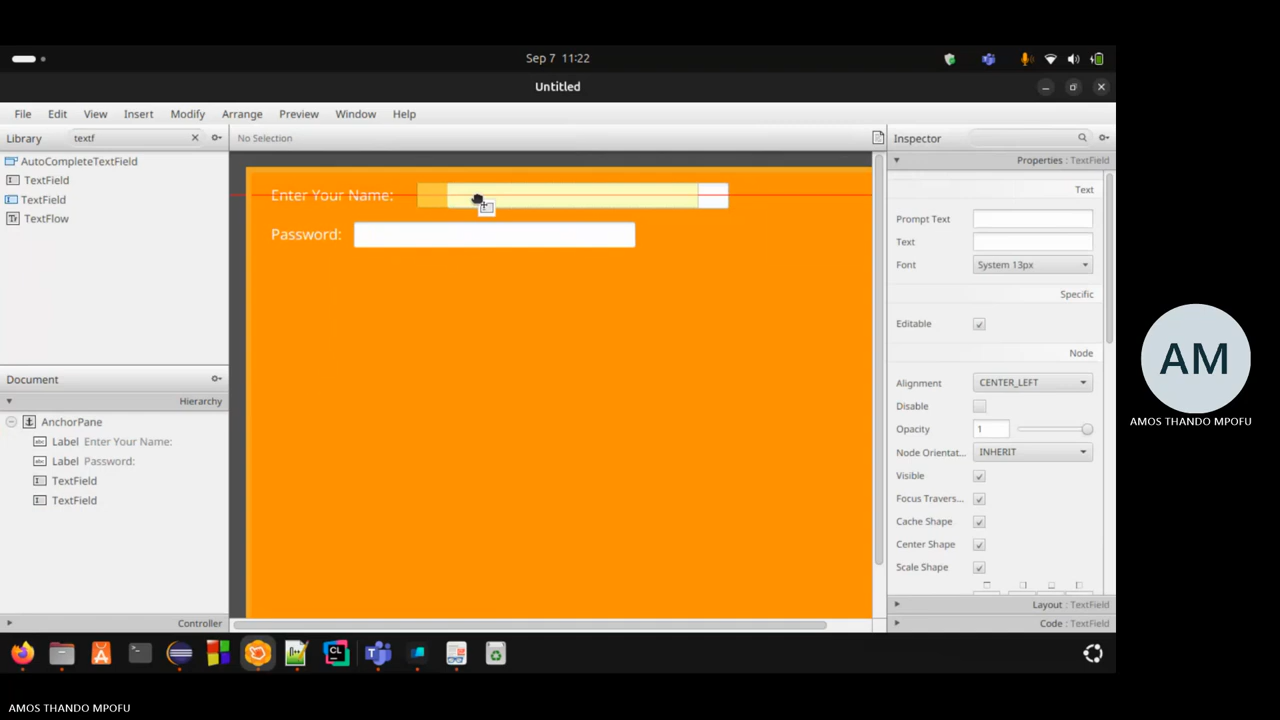 Sep 7 11:22
Untitled
File Edit View Insert Modify Arrange Preview Window Help
Library textf
No Selection
Inspector
AutoCompleteTextField
TextField
TextField
TextFlow
Enter Your Name:
Password:
Properties : TextField
Text
Prompt Text
Text
Font System 13px
Specific
Editable
Node
Alignment CENTER_LEFT
Disable
Opacity 1
Node Orientat... INHERIT
Visible
Focus Travers...
Cache Shape
Center Shape
Scale Shape
Layout : TextField
Code : TextField
Document
Hierarchy
AnchorPane
Label Enter Your Name:
Label Password:
TextField
TextField
Controller
CL
AM
AMOS THANDO MPOFU
AMOS THANDO MPOFU